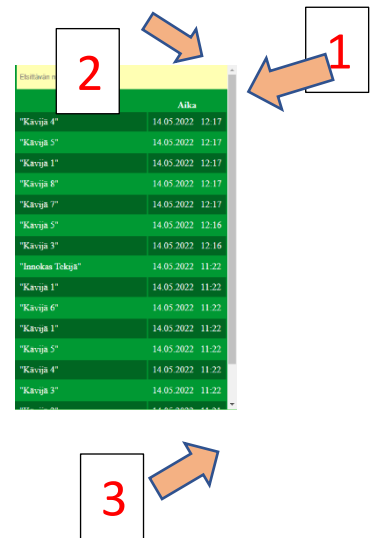 1
2
Etsittävän
Aika
"Kävijä 4" 14.05.2022 12:17
"Kävijä 5" 14.05.2022 12:17
"Kävijä 1" 14.05.2022 12:17
"Kävijä 8" 14.05.2022 12:17
"Kävijä 7" 14.05.2022 12:17
"Kävijä 5" 14.05.2022 12:16
"Kävijä 3" 14.05.2022 12:16
"Innokas Tekijä" 14.05.2022 11:22
"Kävijä 1" 14.05.2022 11:22
"Kävijä 6" 14.05.2022 11:22
"Kävijä 1" 14.05.2022 11:22
"Kävijä 5" 14.05.2022 11:22
"Kävijä 4" 14.05.2022 11:22
"Kävijä 3" 14.05.2022 11:22
3